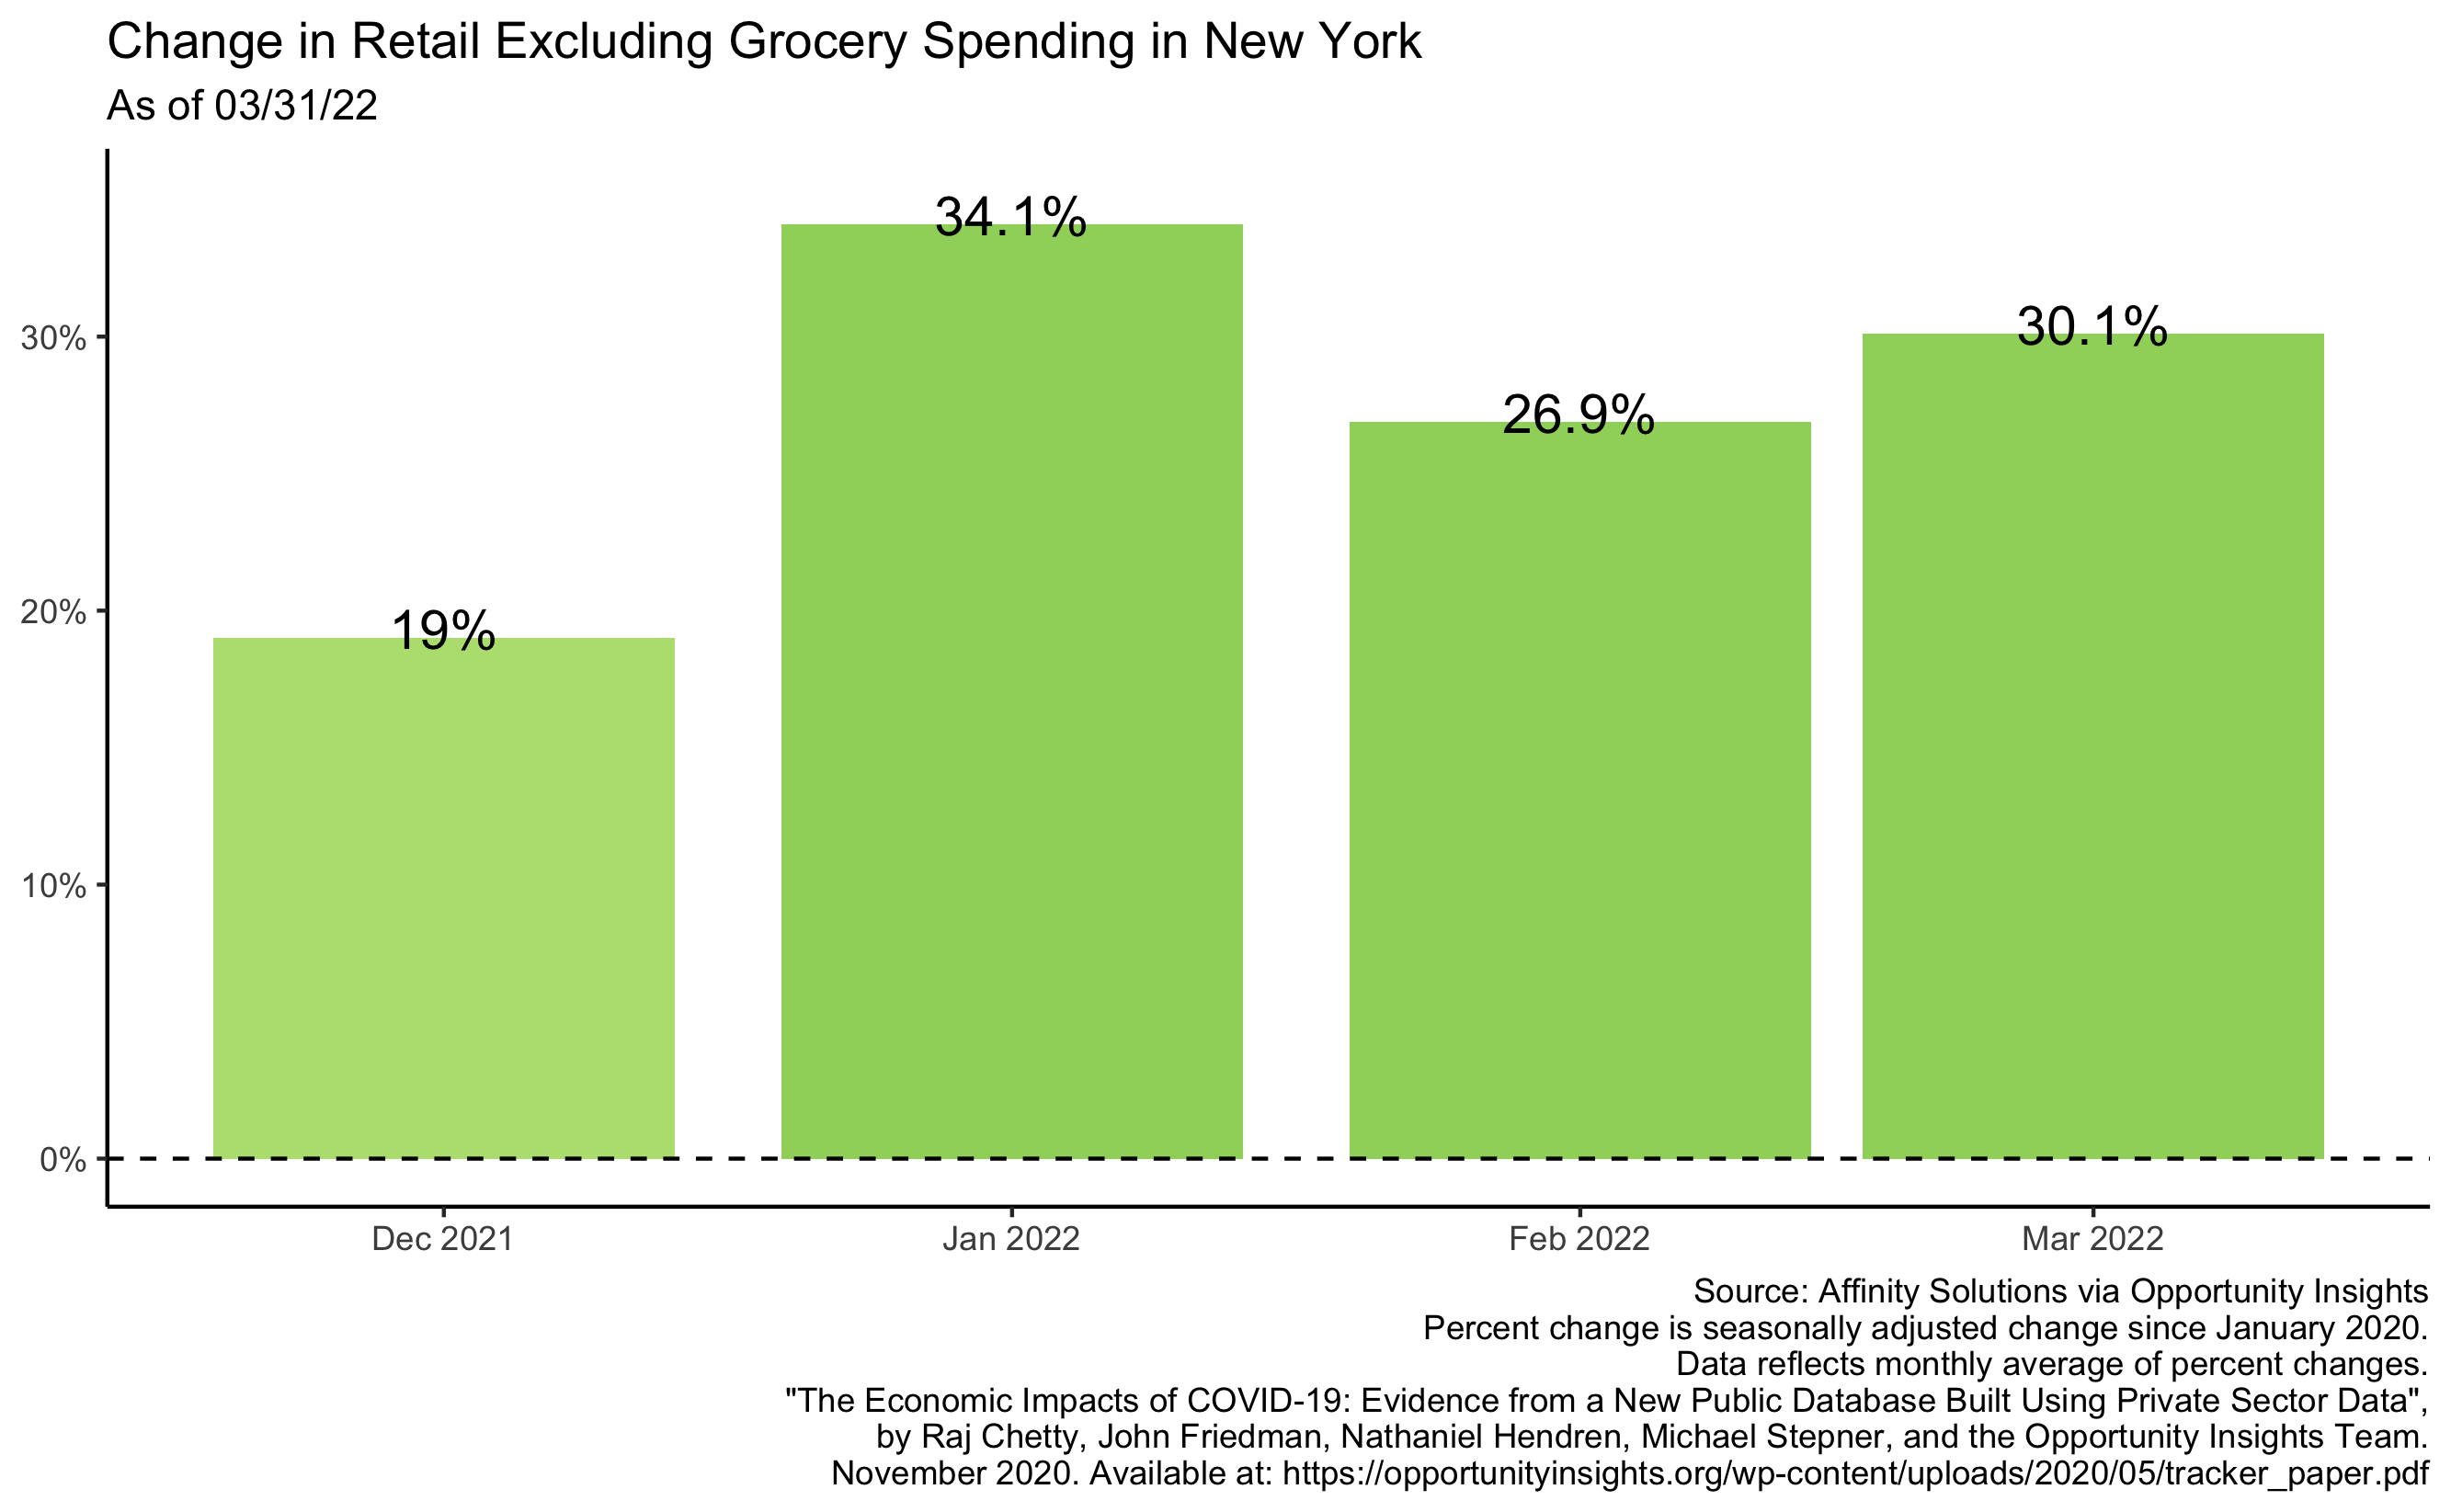 Change in Retail Excluding Grocery Spending in New York
As of 03/31/22
34.1%
30.1%
30%
26.9%
20%
19%
10%
0%
Dec 2021
Jan 2022
Feb 2022
Mar 2022
Source: Affinity Solutions via Opportunity Insights
Percent change is seasonally adjusted change since January 2020.
Data reflects monthly average of percent changes.
"The Economic Impacts of COVID-19: Evidence from a New Public Database Built Using Private Sector Data",
by Raj Chetty, John Friedman, Nathaniel Hendren, Michael Stepner, and the Opportunity Insights Team.
November 2020. Available at: https://opportunityinsights.org/wp-content/uploads/2020/05/tracker_paper.pdf